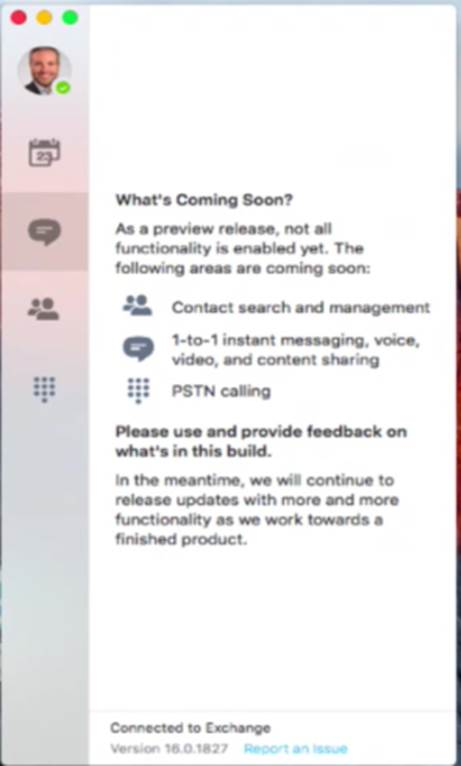 23
What's Coming Soon?
As a preview release, not all
functionality is enabled yet. The
following areas are coming soon:
Contact search and management
1-to-1 instant messaging, voice,
video, and content sharing
PSTN calling
Please use and provide feedback on
what's in this build.
In the meantime, we will continue to
release updates with more and more
functionality as we work towards a
finished product.
Connected to Exchange
Version 16.0.1827 Report an Issue